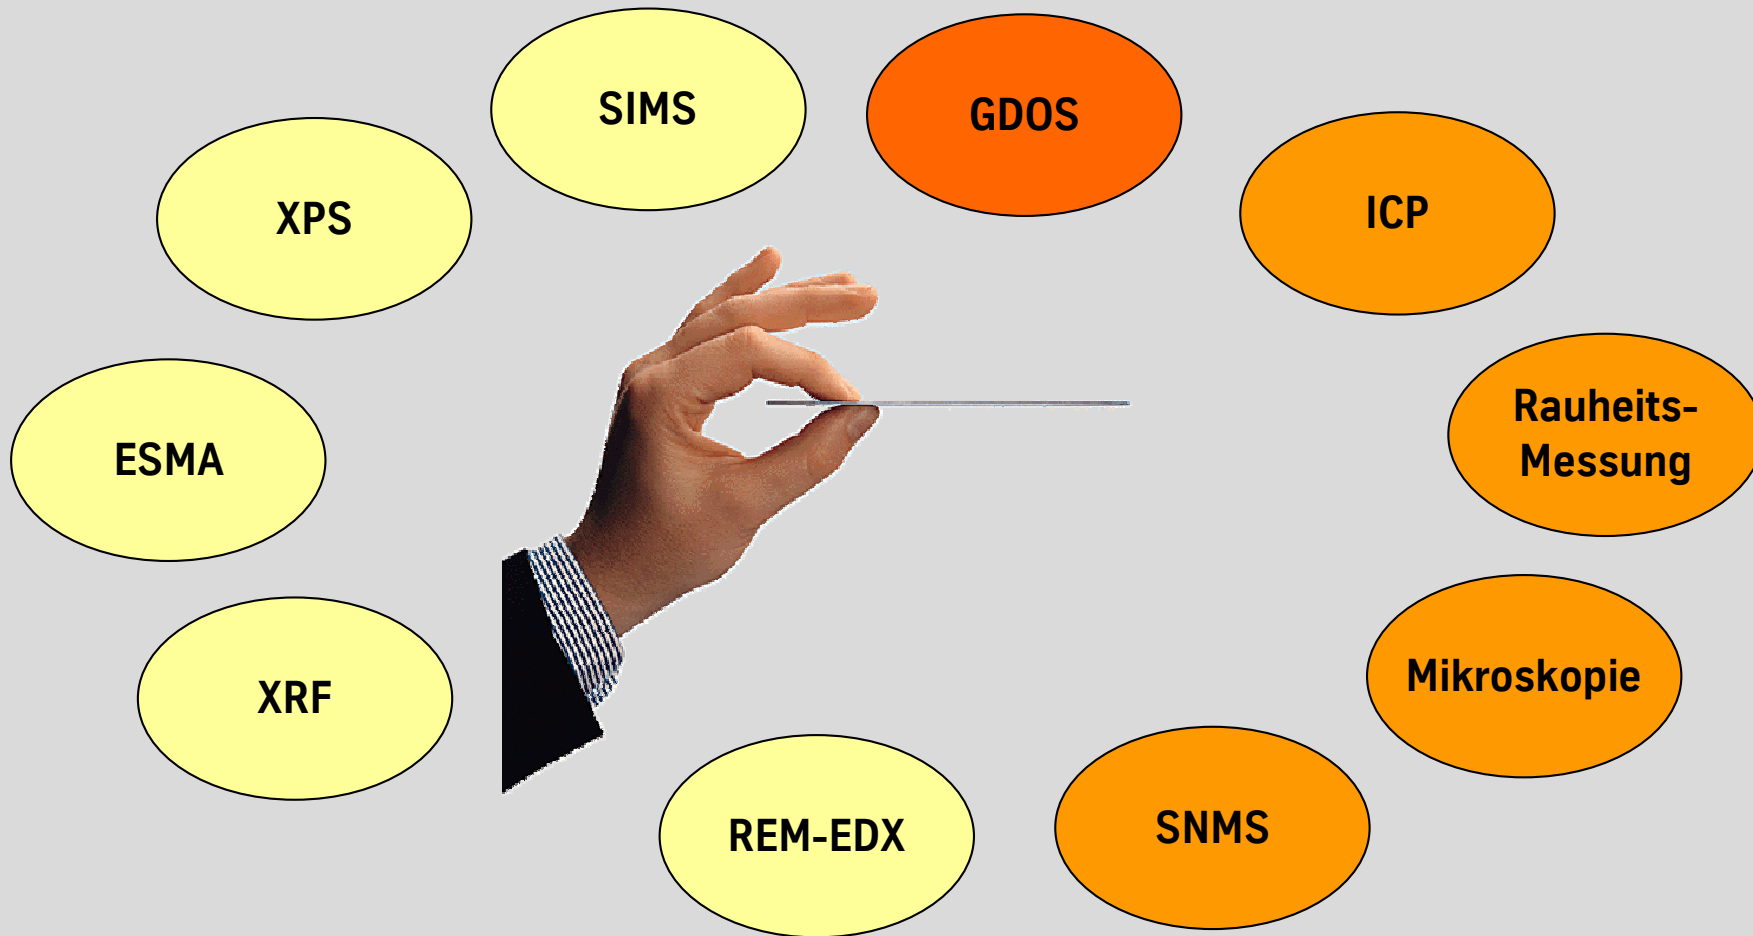 SIMS
GDOS
XPS
ICP
ESMA
Rauheits-
Messung
XRF
Mikroskopie
REM-EDX
SNMS